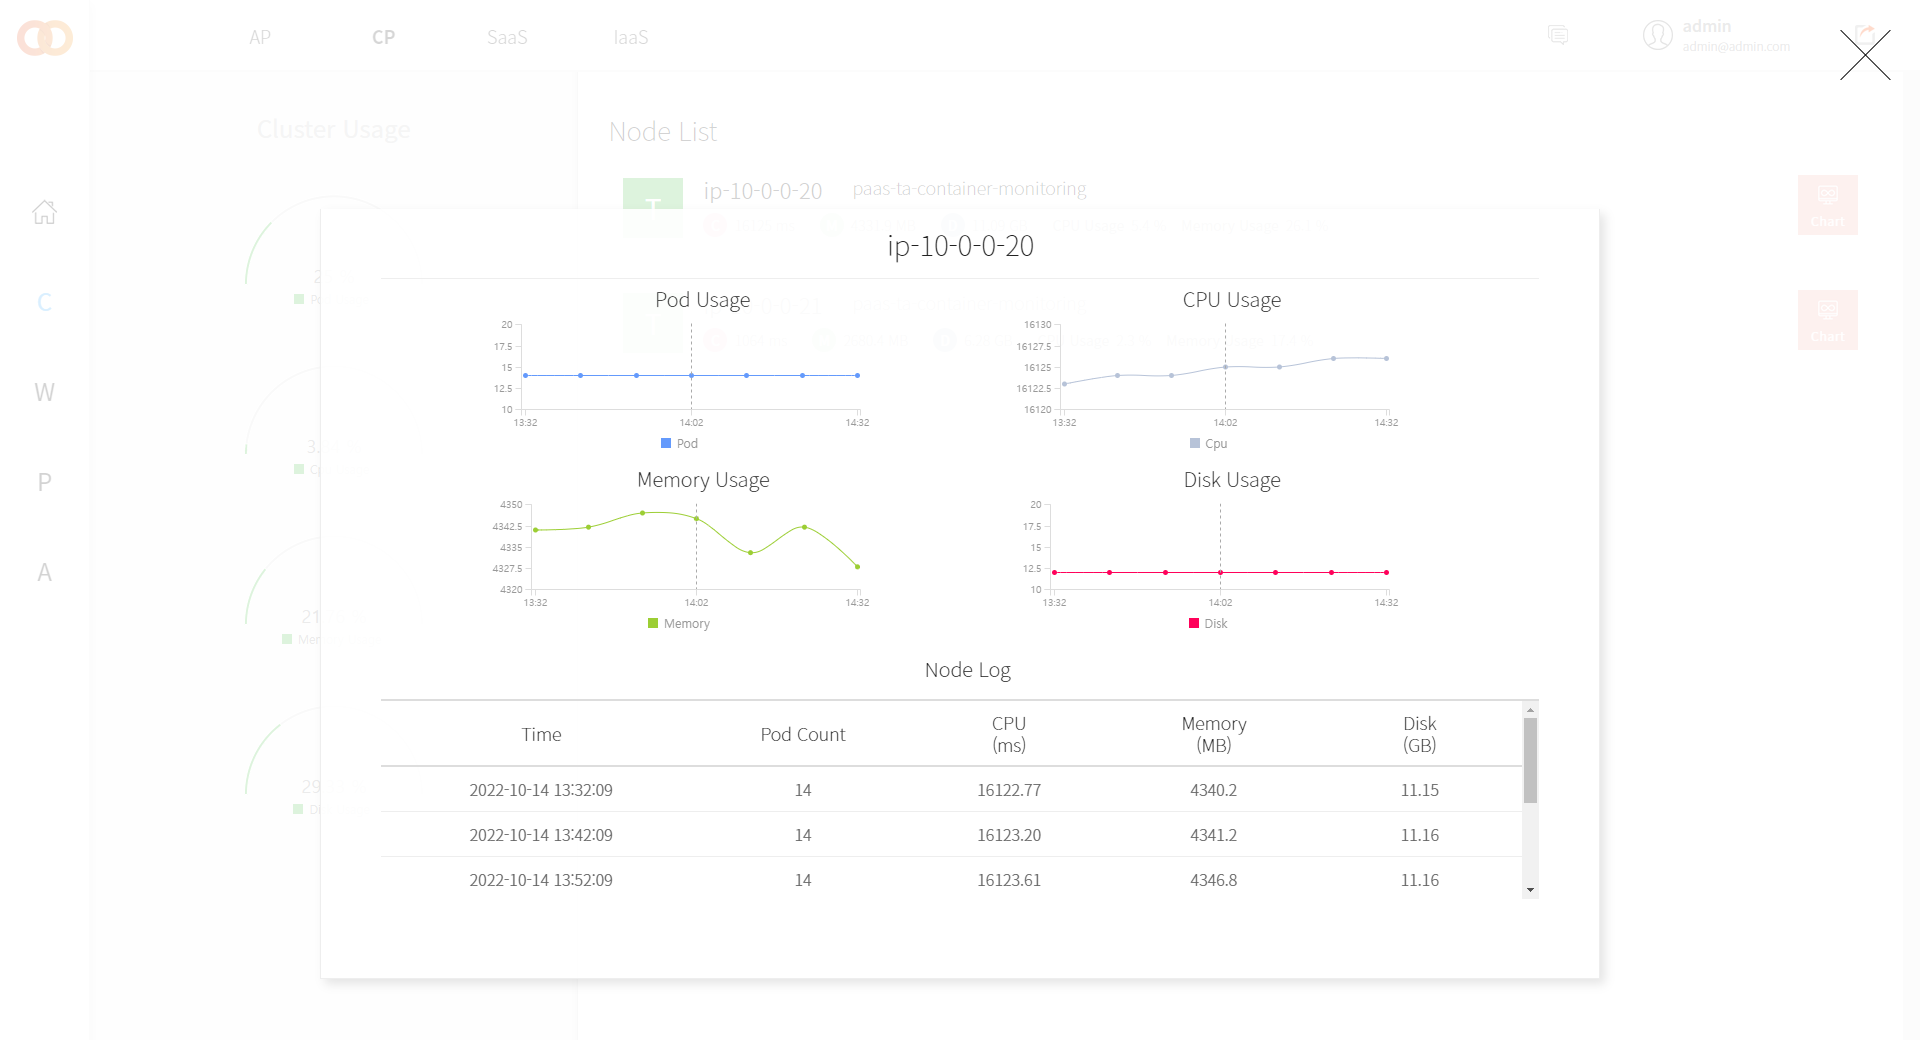 AP CP SaaS IaaS
admin
admin@admin.com
Cluster Usage
Node List
ip-10-0-0-20 paas-ta-container-monitoring
T
Chart
Chart
C
W
P
A
ip-10-0-0-20
Pod Usage
20
17.5
15
12.5
10
13:32 14:02 14:32
Pod
CPU Usage
16130
16127.5
16125
16122.5
16120
13:32 14:02 14:32
Cpu
Memory Usage
4350
4342.5
4335
4327.5
4320
13:32 14:02 14:32
Memory
Disk Usage
20
17.5
15
12.5
10
13:32 14:02 14:32
Disk
Node Log
Time Pod Count CPU (ms) Memory (MB) Disk (GB)
2022-10-14 13:32:09 14 16122.77 4340.2 11.15
2022-10-14 13:42:09 14 16123.20 4341.2 11.16
2022-10-14 13:52:09 14 16123.61 4346.8 11.16